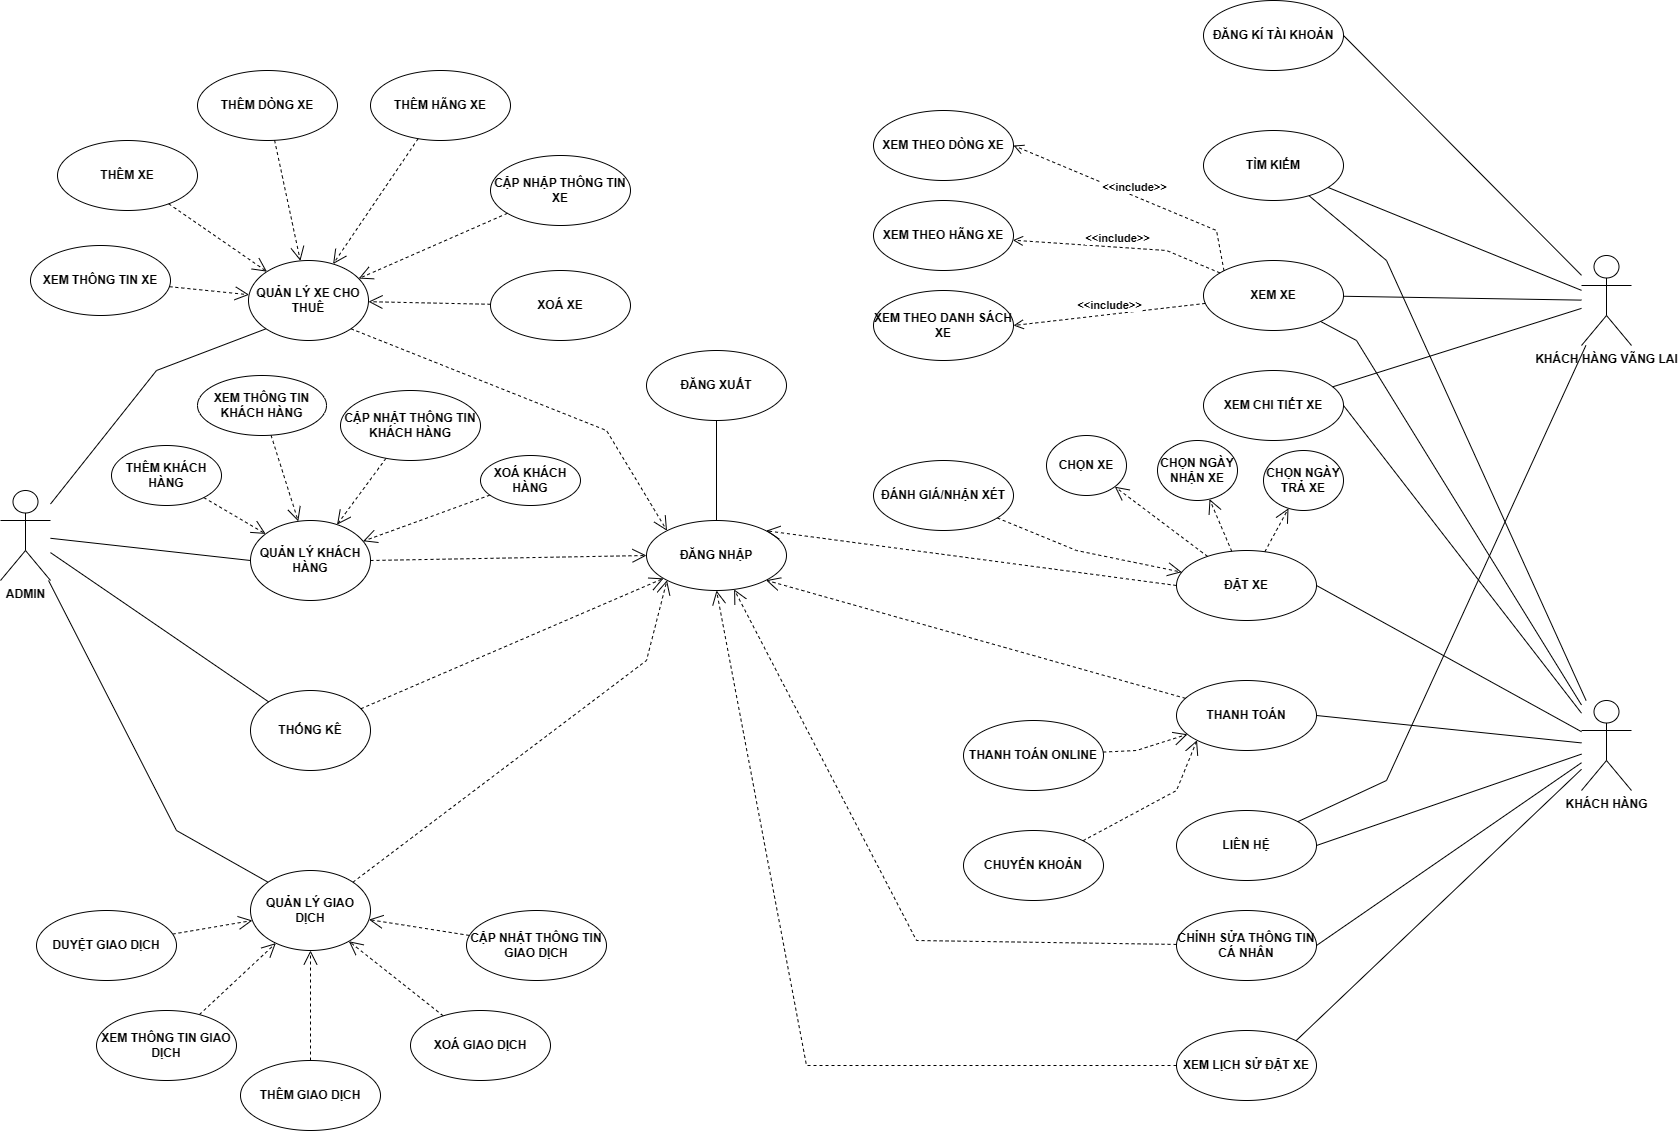 ĐĂNG KÍ TÀI KHOẢN
THÊM DÒNG XE
THÊM HÃNG XE
XEM THEO DÒNG XE
TÌM KIẾM
THÊM XE
CẬP NHẬP THÔNG TIN
XE
<<include>>
XEM THEO HÃNG XE
<<include>>
XEM THÔNG TIN XE
QUẢN LÝ XE CHO
THUÊ
XOÁ XE
XEM XE
<<include>>
XEM THEO DANH SÁCH
XE
KHÁCH HÀNG VÃNG LAI
ĐĂNG XUẤT
XEM THÔNG TIN
KHÁCH HÀNG
CẬP NHẬT THÔNG TIN
KHÁCH HÀNG
XEM CHI TIẾT XE
THÊM KHÁCH
HÀNG
XOÁ KHÁCH
HÀNG
ĐÁNH GIÁ/NHẬN XÉT
CHỌN XE
CHỌN NGÀY
NHẬN XE
CHỌN NGÀY
TRẢ XE
QUẢN LÝ KHÁCH
HÀNG
ĐĂNG NHẬP
ĐẶT XE
ADMIN
THỐNG KÊ
THANH TOÁN
THANH TOÁN ONLINE
KHÁCH HÀNG
LIÊN HỆ
CHUYỂN KHOẢN
QUẢN LÝ GIAO
DỊCH
DUYỆT GIAO DỊCH
CẬP NHẬT THÔNG TIN
GIAO DỊCH
CHỈNH SỬA THÔNG TIN
CÁ NHÂN
XEM THÔNG TIN GIAO
DỊCH
XOÁ GIAO DỊCH
XEM LỊCH SỬ ĐẶT XE
THÊM GIAO DỊCH